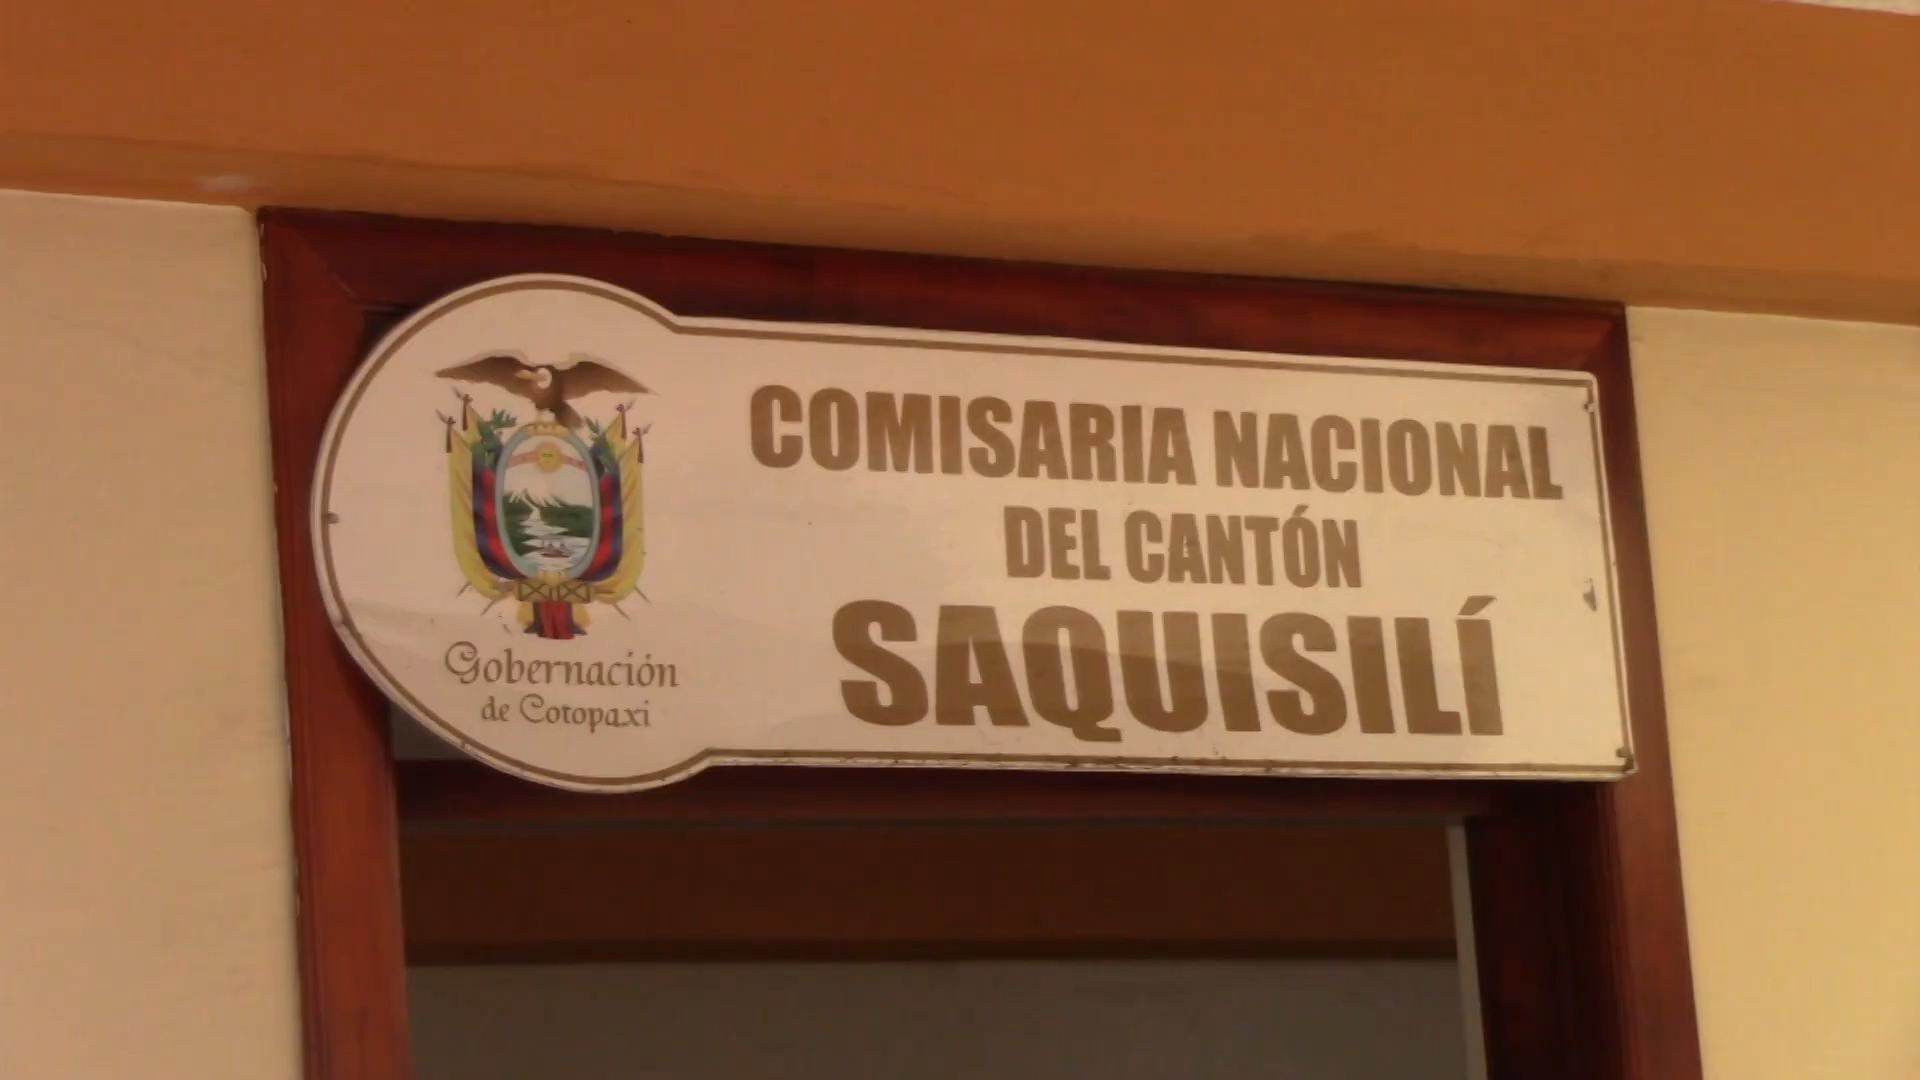 COMISARIA NACIONAL
DEL CANTÓN
SAQUISILÍ
Gobernación
de Cotopaxi